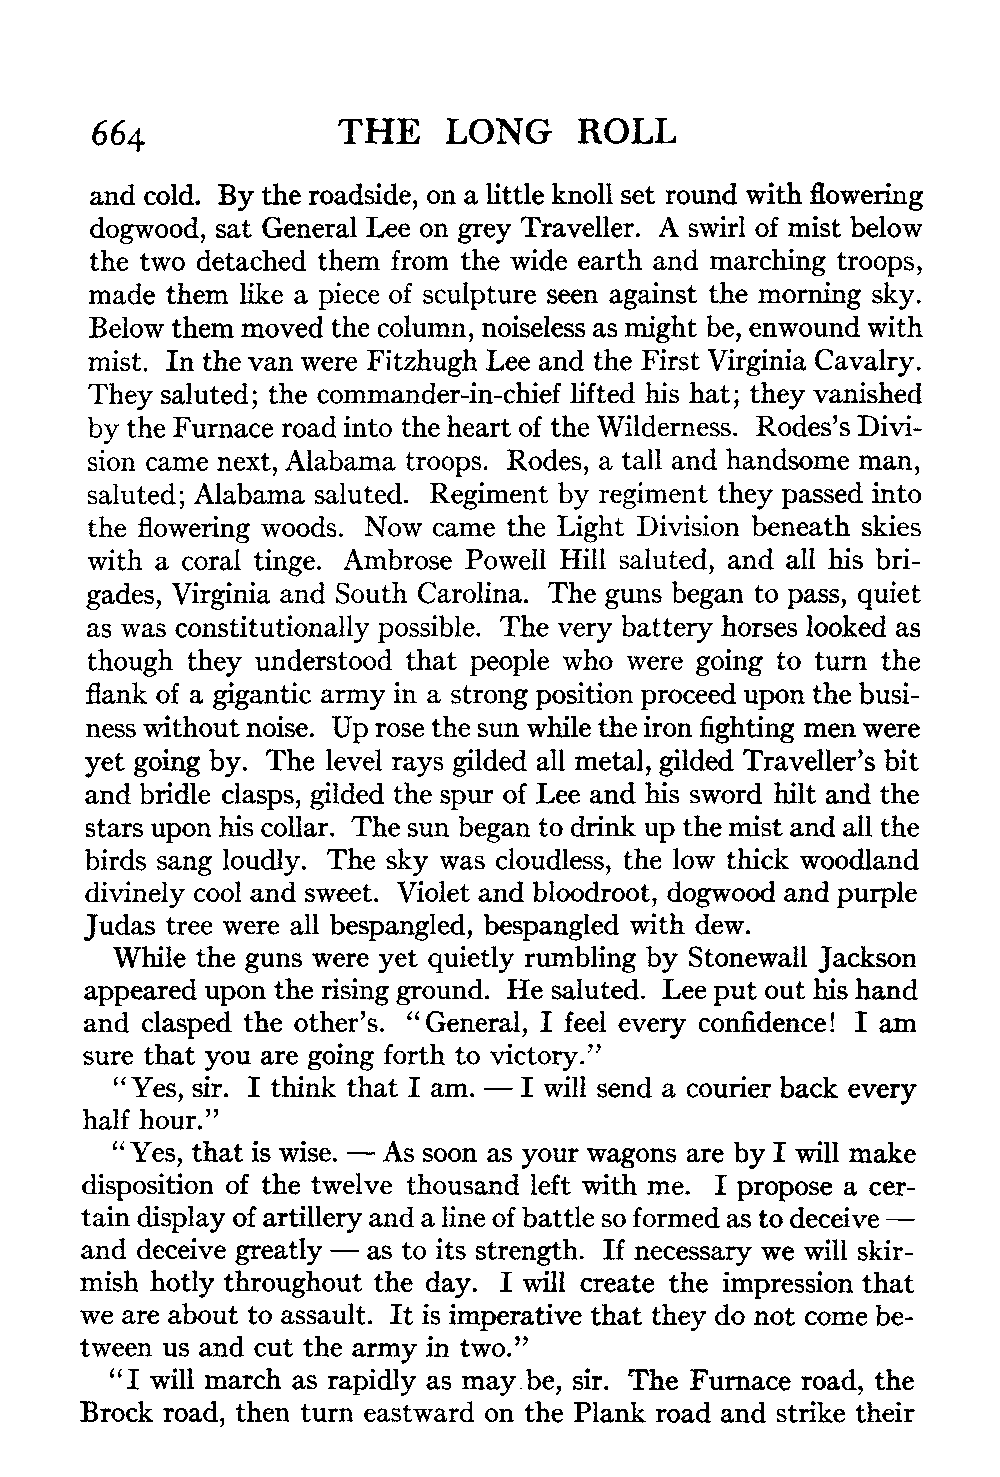 664 THE LONG ROLL
and cold. By the roadside, on a little knoll set round with flowering
dogwood, sat General Lee on grey Traveller. A swirl of mist below
the two detached them from the wide earth and marching troops,
made them like a piece of sculpture seen against the morning sky.
Below them moved the column, noiseless as might be, enwound with
mist. In the van were Fitzhugh Lee and the First Virginia Cavalry.
They saluted; the commander-in-chief lifted his hat; they vanished
by the Furnace road into the heart of the Wilderness. Rodes's Divi-
sion came next, Alabama troops. Rodes, a tall and handsome man,
saluted; Alabama saluted. Regiment by regiment they passed into
the flowering woods. Now came the Light Division beneath skies
with a coral tinge. Ambrose Powell Hill saluted, and all his bri-
gades, Virginia and South Carolina. The guns began to pass, quiet
as was constitutionally possible. The very battery horses looked as
though they understood that people who were going to turn the
flank of a gigantic army in a strong position proceed upon the busi-
ness without noise. Up rose the sun while the iron fighting men were
yet going by. The level rays gilded all metal, gilded Traveller's bit
and bridle clasps, gilded the spur of Lee and his sword hilt and the
stars upon his collar. The sun began to drink up the mist and all the
birds sang loudly. The sky was cloudless, the low thick woodland
divinely cool and sweet. Violet and bloodroot, dogwood and purple
Judas tree were all bespangled, bespangled with dew.
While the guns were yet quietly rumbling by Stonewall Jackson
appeared upon the rising ground. He saluted. Lee put out his hand
and clasped the other's. "General, I feel every confidence! I am
sure that you are going forth to victory."
"Yes, sir. I think that I am. — I will send a courier back every
half hour."
"Yes, that is wise. — As soon as your wagons are by I will make
disposition of the twelve thousand left with me. I propose a cer-
tain display of artillery and a line of battle so formed as to deceive —
and deceive greatly — as to its strength. If necessary we will skir-
mish hotly throughout the day. I will create the impression that
we are about to assault. It is imperative that they do not come be-
tween us and cut the army in two."
"I will march as rapidly as may be, sir. The Furnace road, the
Brock road, then turn eastward on the Plank road and strike their